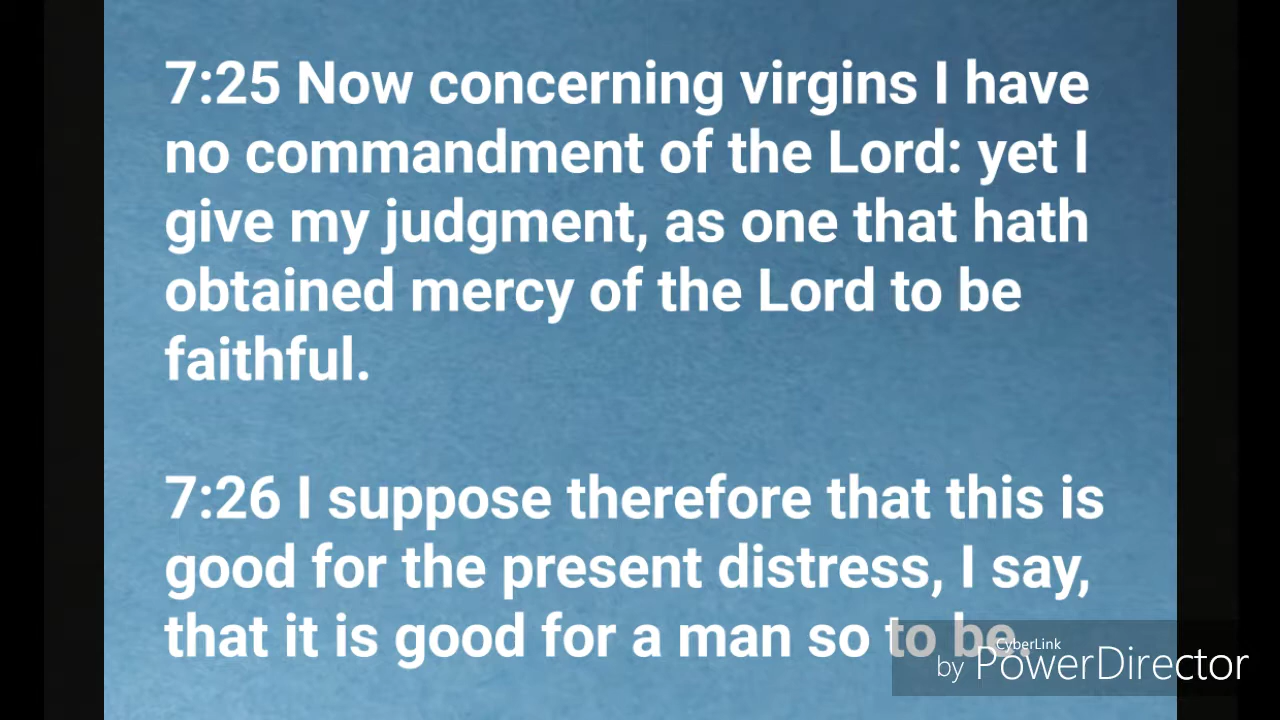 7:25 Now concerning virgins I have
no commandment of the Lord: yet I
give my judgment, as one that hath
obtained mercy of the Lord to be
faithful.
7:26 I suppose therefore that this is
good for the present distress, I say,
that it is good for a man so to be.
CyberLink
by PowerDirector